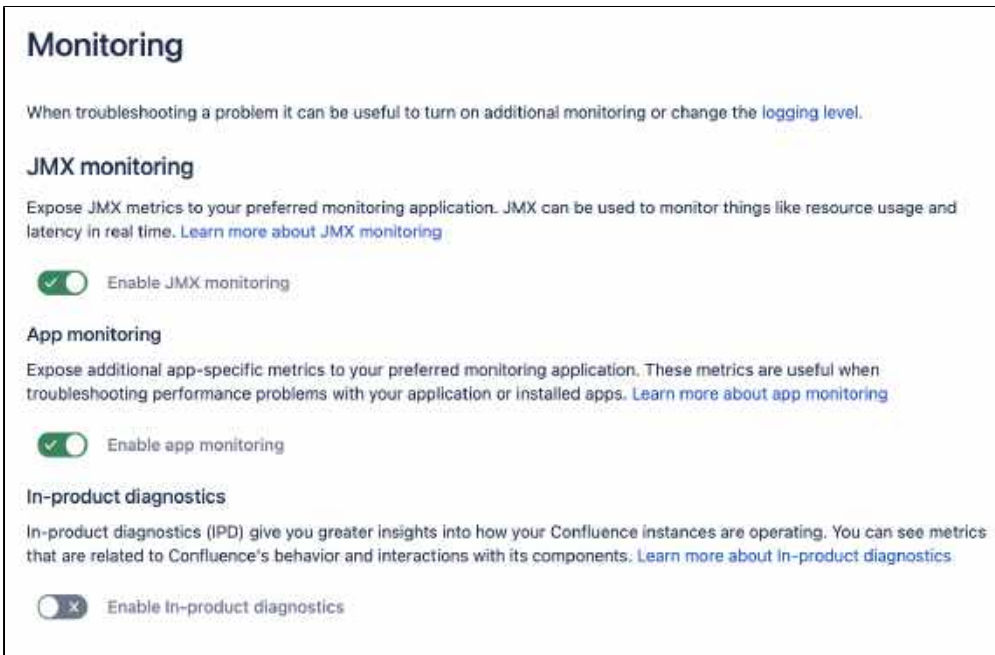 Monitoring
When troubleshooting a problem it can be useful to turn on additional monitoring or change the logging level.
JMX monitoring
Expose JMX metrics to your preferred monitoring application. JMX can be used to monitor things like resource usage and
latency in real time. Learn more about JMX monitoring
Enable JMX monitoring
App monitoring
Expose additional app-specific metrics to your preferred monitoring application. These metrics are useful when
troubleshooting performance problems with your application or installed apps. Learn more about app monitoring
Enable app monitoring
In-product diagnostics
In-product diagnostics (IPD) give you greater insights into how your Confluence instances are operating. You can see metrics
that are related to Confluence's behavior and interactions with its components. Learn more about In-product diagnostics
Enable In-product diagnostics